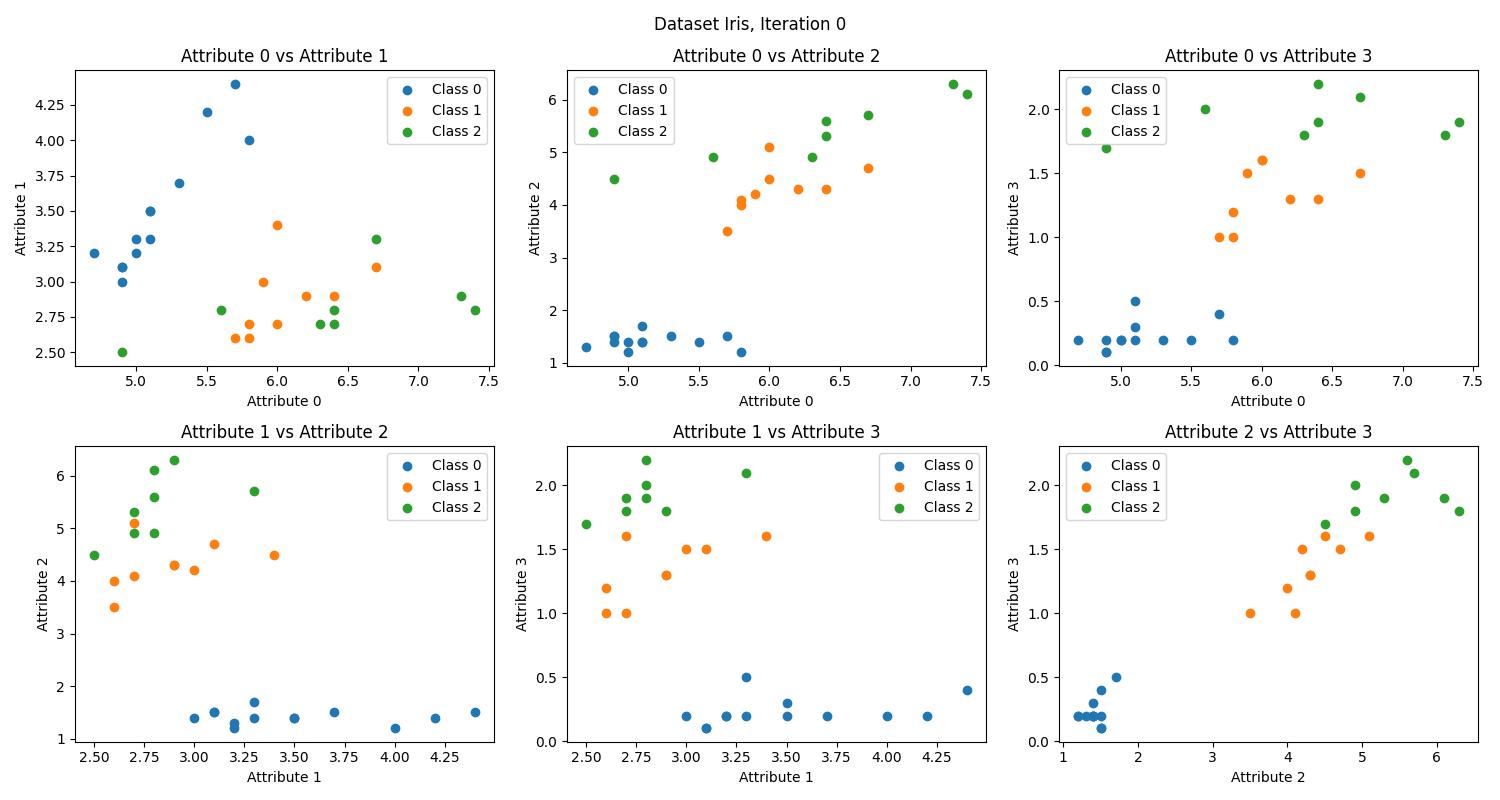 Dataset Iris, Iteration 0
Attribute 0 vs Attribute 1
Class 0
Class 1
Class 2
4.25
4.00
3.75
3.50
3.25
3.00
2.75
2.50
Attribute 1
5.0 5.5 6.0 6.5 7.0 7.5
Attribute 0
Attribute 0 vs Attribute 2
Class 0
Class 1
Class 2
6
5
4
3
2
1
Attribute 2
5.0 5.5 6.0 6.5 7.0 7.5
Attribute 0
Attribute 0 vs Attribute 3
Class 0
Class 1
Class 2
2.0
1.5
1.0
0.5
0.0
Attribute 3
5.0 5.5 6.0 6.5 7.0 7.5
Attribute 0
Attribute 1 vs Attribute 2
Class 0
Class 1
Class 2
6
5
4
3
2
1
Attribute 2
2.50 2.75 3.00 3.25 3.50 3.75 4.00 4.25
Attribute 1
Attribute 1 vs Attribute 3
Class 0
Class 1
Class 2
2.0
1.5
1.0
0.5
0.0
Attribute 3
2.50 2.75 3.00 3.25 3.50 3.75 4.00 4.25
Attribute 1
Attribute 2 vs Attribute 3
Class 0
Class 1
Class 2
2.0
1.5
1.0
0.5
0.0
Attribute 3
1 2 3 4 5 6
Attribute 2